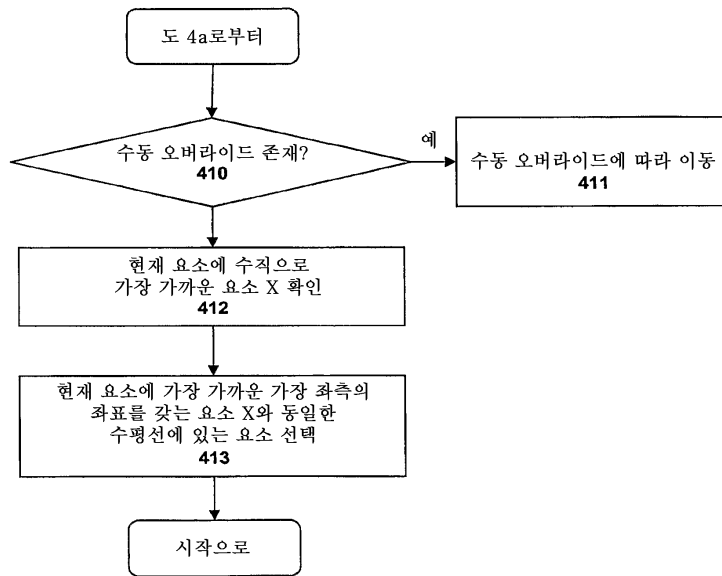 도 4a로부터
수동 오버라이드 존재?
410
예
수동 오버라이드에 따라 이동
411
현재 요소에 수직으로
가장 가까운 요소 X 확인
412
현재 요소에 가장 가까운 가장 좌측의
좌표를 갖는 요소 X와 동일한
수평선에 있는 요소 선택
413
시작으로